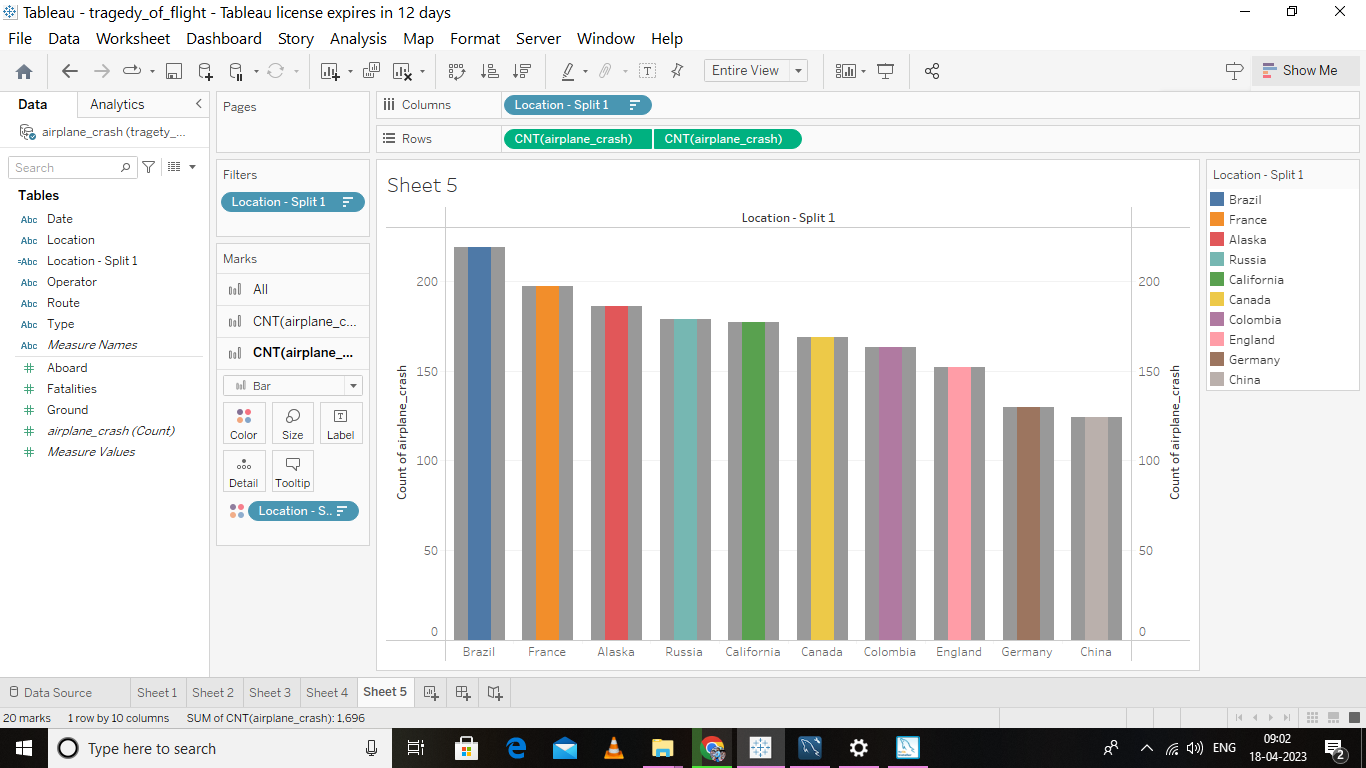 Tableau - tragedy_of_flight - Tableau license expires in 12 days
File Data Worksheet Dashboard Story Analysis Map Format Server Window Help
Entire View
Show Me
Data Analytics
airplane_crash (tragety_...
Search
Tables
Abc Date
Abc Location
=Abc Location - Split 1
Abc Operator
Abc Route
Abc Type
Abc Measure Names
# Aboard
# Fatalities
# Ground
# airplane_crash (Count)
# Measure Values
Pages
Filters
Location - Split 1
Marks
All
CNT(airplane_c...
CNT(airplane_...
Bar
Color Size Label
Detail Tooltip
Location - S..
Columns Location - Split 1
Rows CNT(airplane_crash) CNT(airplane_crash)
Sheet 5
Location - Split 1
Count of airplane_crash
200
150
100
50
0
Brazil France Alaska Russia California Canada Colombia England Germany China
200
150
100
50
0
Count of airplane_crash
Location - Split 1
Brazil
France
Alaska
Russia
California
Canada
Colombia
England
Germany
China
Data Source Sheet 1 Sheet 2 Sheet 3 Sheet 4 Sheet 5
20 marks 1 row by 10 columns SUM of CNT(airplane_crash): 1,696
Type here to search
ENG
09:02
18-04-2023
2